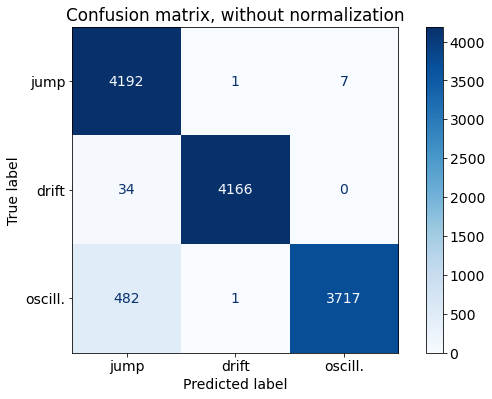 Confusion matrix, without normalization
True label
jump
drift
oscill.
4192 1 7
34 4166 0
482 1 3717
jump drift oscill.
Predicted label
4000
3500
3000
2500
2000
1500
1000
500
0